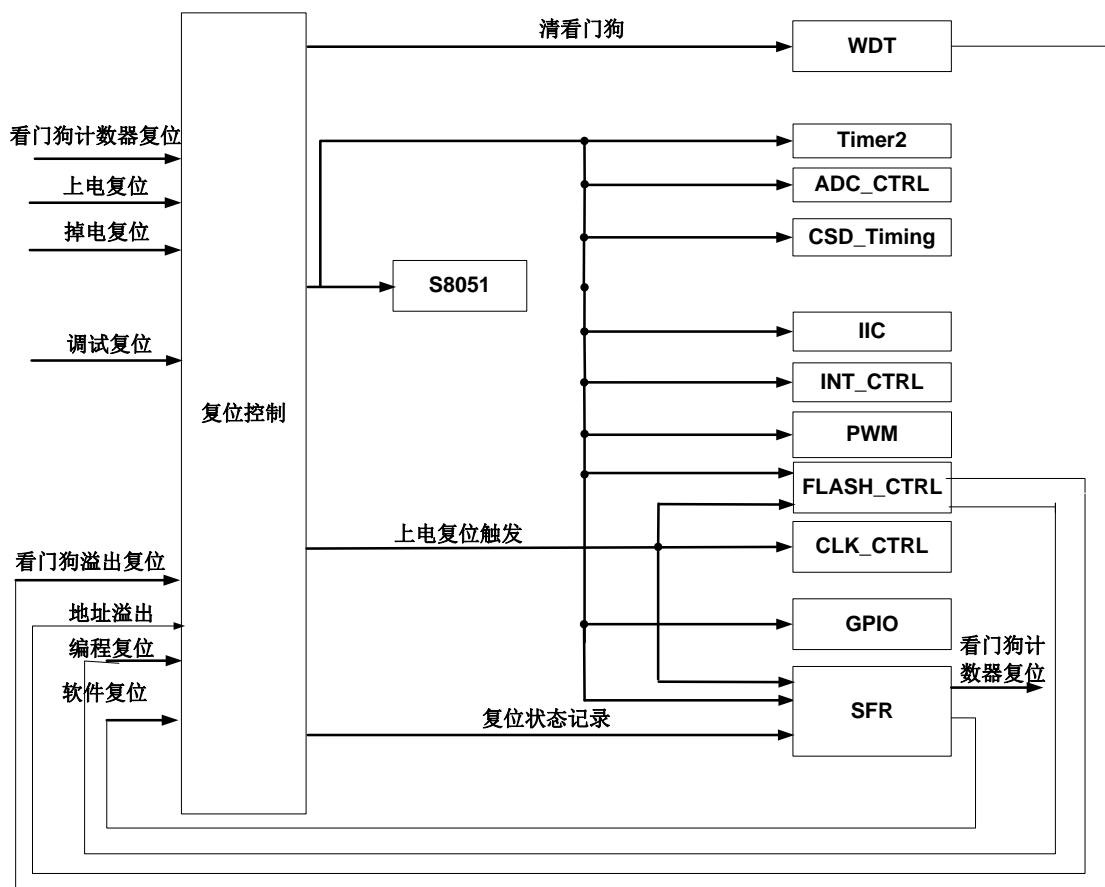 清看门狗
WDT
看门狗计数器复位
Timer2
上电复位
ADC_CTRL
掉电复位
CSD_Timing
S8051
调试复位
IIC
INT_CTRL
复位控制
PWM
FLASH_CTRL
上电复位触发
CLK_CTRL
看门狗溢出复位
地址溢出
GPIO
编程复位
看门狗计
数器复位
软件复位
SFR
复位状态记录